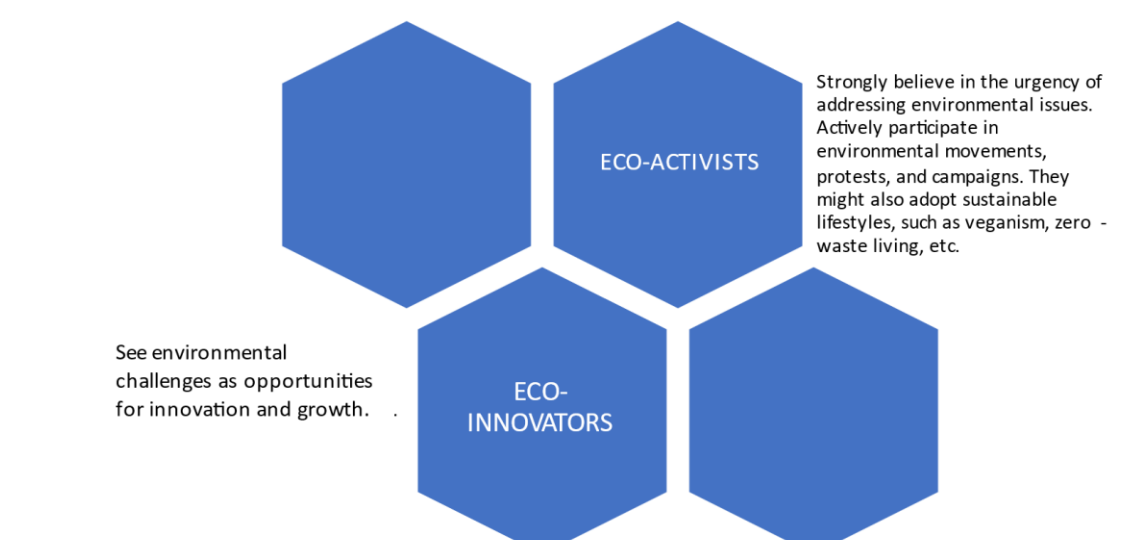 ECO-ACTIVISTS
Strongly believe in the urgency of
addressing environmental issues.
Actively participate in
environmental movements,
protests, and campaigns. They
might also adopt sustainable
lifestyles, such as veganism, zero -
waste living, etc.
See environmental
challenges as opportunities
for innovation and growth. .
ECO-
INNOVATORS